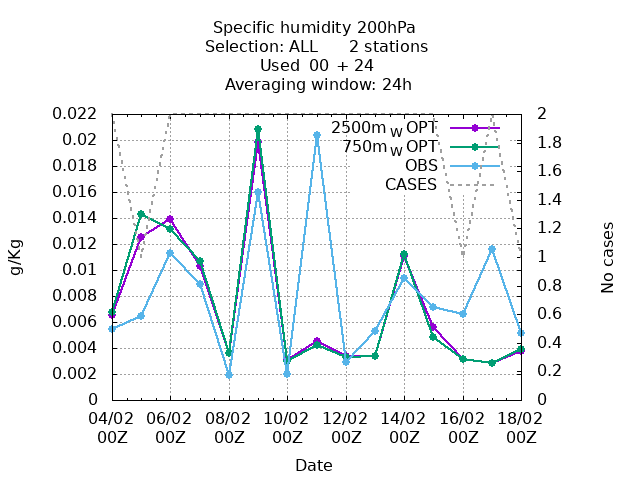 Specific humidity 200hPa
Selection: ALL 2 stations
Used 00 + 24
Averaging window: 24h
2500m_WOPT
750m_WOPT
OBS
CASES
g/Kg
0.022
0.02
0.018
0.016
0.014
0.012
0.01
0.008
0.006
0.004
0.002
0
No cases
2
1.8
1.6
1.4
1.2
1
0.8
0.6
0.4
0.2
0
04/02 06/02 08/02 10/02 12/02 14/02 16/02 18/02
00Z 00Z 00Z 00Z 00Z 00Z 00Z 00Z
Date